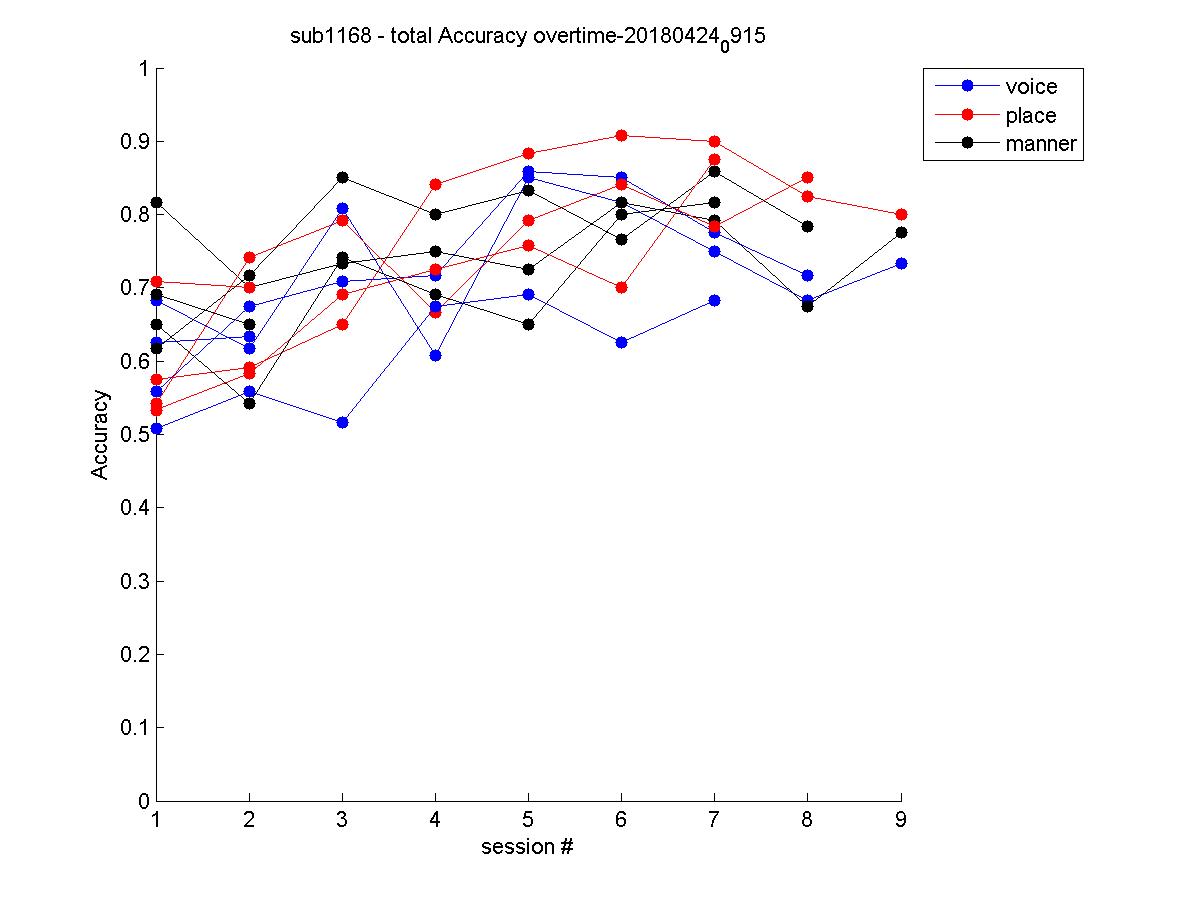 sub1168 - total Accuracy overtime-20180424₀915
voice
place
manner
1
0.9
0.8
0.7
0.6
0.5
0.4
0.3
0.2
0.1
0
Accuracy
1 2 3 4 5 6 7 8 9
session #